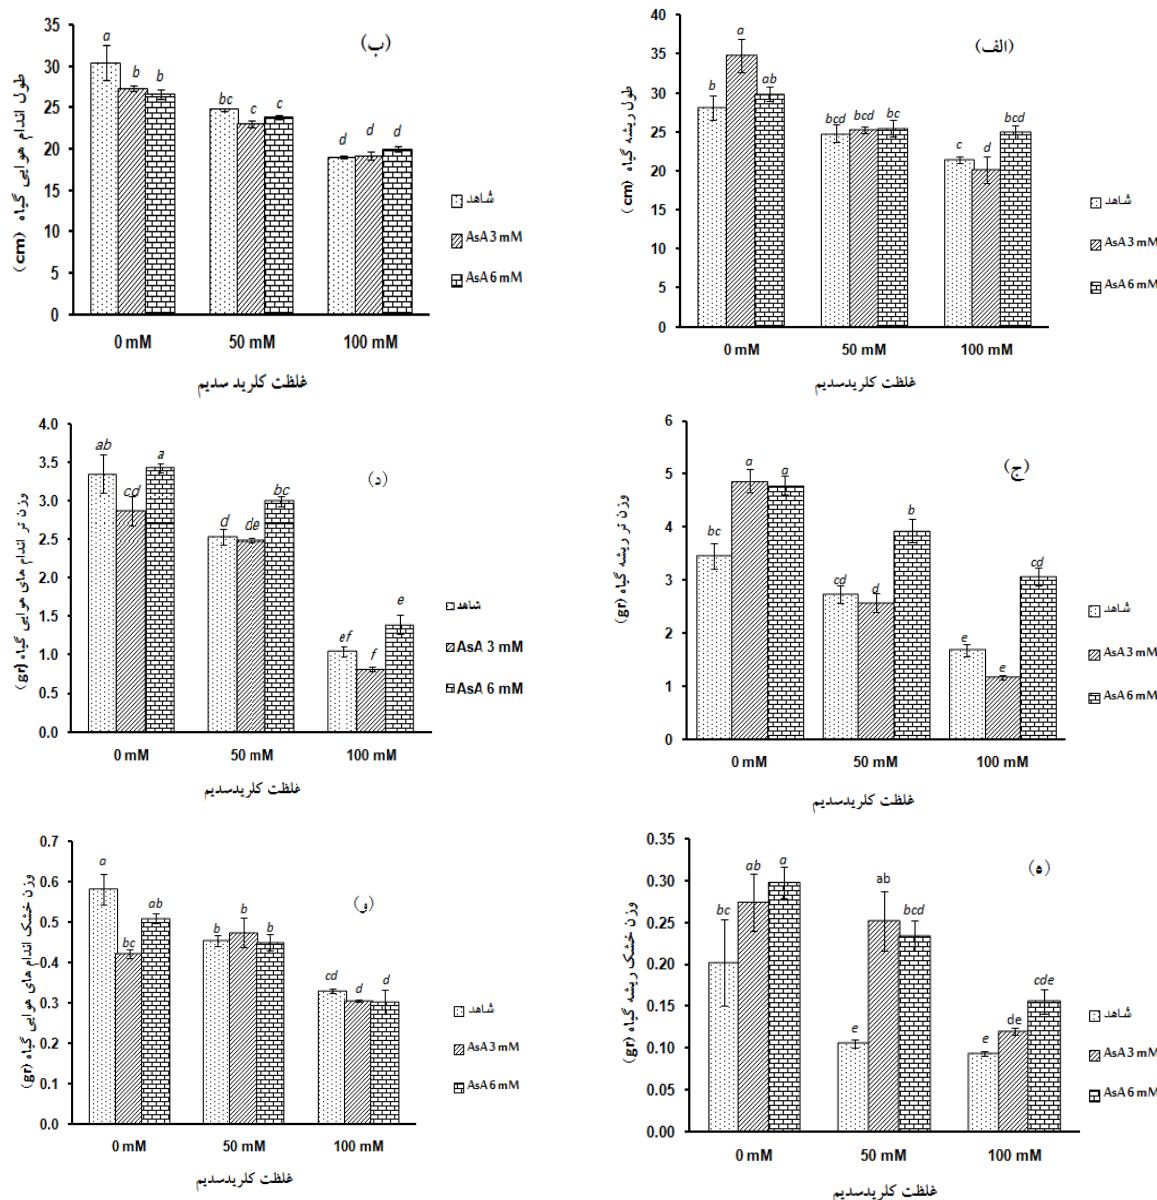 (الف)
40
35
30
25
20
15
10
5
0
طول ریشه گیاه (cm)
b
a
ab
bcd
bcd
bc
c
d
bcd
شاهد
AsA 3 mM
AsA 6 mM
0 mM
50 mM
100 mM
غلظت کلریدسدیم
(ب)
35
30
25
20
15
10
5
0
طول اندام هوایی گیاه (cm)
a
b
b
bc
c
c
d
d
d
شاهد
AsA 3 mM
AsA 6 mM
0 mM
50 mM
100 mM
غلظت کلرید سدیم
(ج)
6
5
4
3
2
1
0
وزن تر ریشه گیاه (gr)
bc
a
a
cd
d
b
e
e
cd
شاهد
AsA 3 mM
AsA 6 mM
0 mM
50 mM
100 mM
غلظت کلریدسدیم
(د)
4.0
3.5
3.0
2.5
2.0
1.5
1.0
0.5
0.0
وزن تر اندام های هوایی گیاه (gr)
ab
cd
a
d
de
bc
ef
f
e
شاهد
AsA 3 mM
AsA 6 mM
0 mM
50 mM
100 mM
غلظت کلریدسدیم
(ه)
0.35
0.30
0.25
0.20
0.15
0.10
0.05
0.00
وزن خشک ریشه گیاه (gr)
bc
ab
a
e
ab
bcd
e
de
cde
شاهد
AsA 3 mM
AsA 6 mM
0 mM
50 mM
100 mM
غلظت کلریدسدیم
(و)
0.7
0.6
0.5
0.4
0.3
0.2
0.1
0.0
وزن خشک اندام های هوایی گیاه (gr)
a
bc
ab
b
b
b
cd
d
d
شاهد
AsA 3 mM
AsA 6 mM
0 mM
50 mM
100 mM
غلظت کلریدسدیم